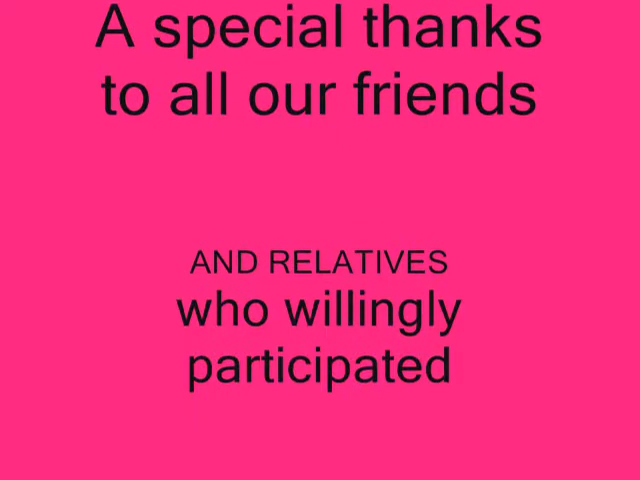 A special thanks
to all our friends
AND RELATIVES
who willingly
participated